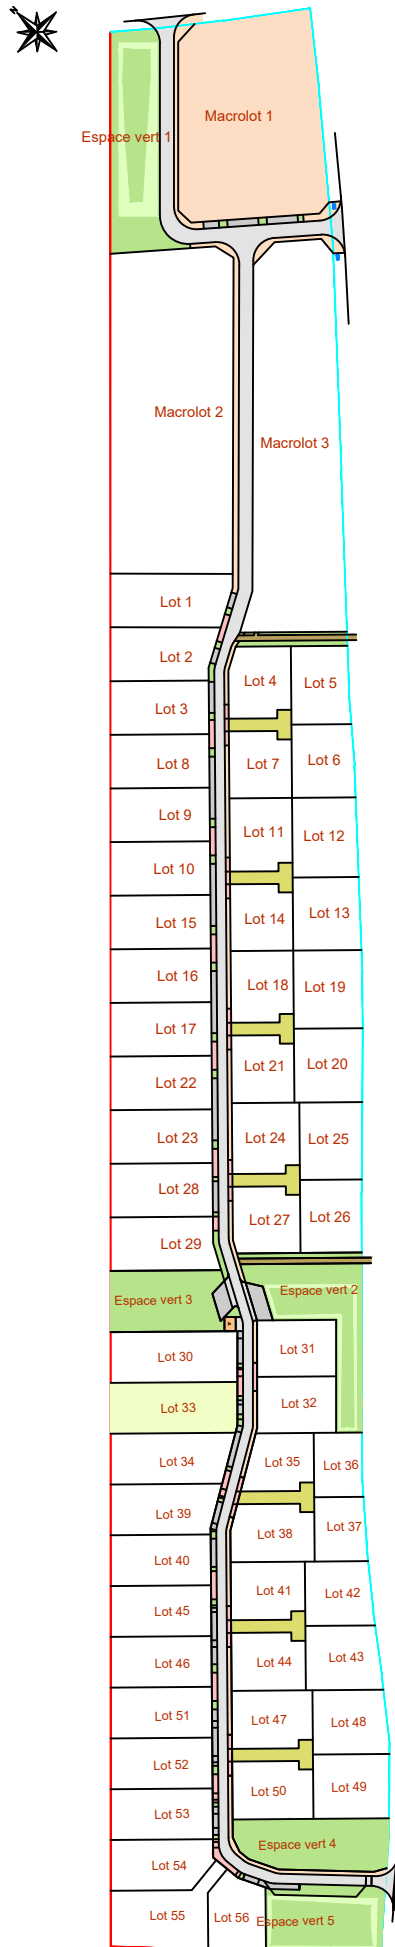 Macrolot 1
Espace vert 1
Macrolot 2
Macrolot 3
Lot 1
Lot 2
Lot 4
Lot 5
Lot 3
Lot 8
Lot 7
Lot 6
Lot 9
Lot 11
Lot 12
Lot 10
Lot 15
Lot 14
Lot 13
Lot 16
Lot 18
Lot 19
Lot 17
Lot 22
Lot 21
Lot 20
Lot 23
Lot 24
Lot 25
Lot 28
Lot 27
Lot 26
Lot 29
Espace vert 3
Espace vert 2
Lot 30
Lot 31
Lot 33
Lot 32
Lot 34
Lot 35
Lot 36
Lot 39
Lot 38
Lot 37
Lot 40
Lot 41
Lot 42
Lot 45
Lot 46
Lot 44
Lot 43
Lot 51
Lot 47
Lot 48
Lot 52
Lot 50
Lot 49
Lot 53
Espace vert 4
Lot 54
Lot 55
Lot 56
Espace vert 5